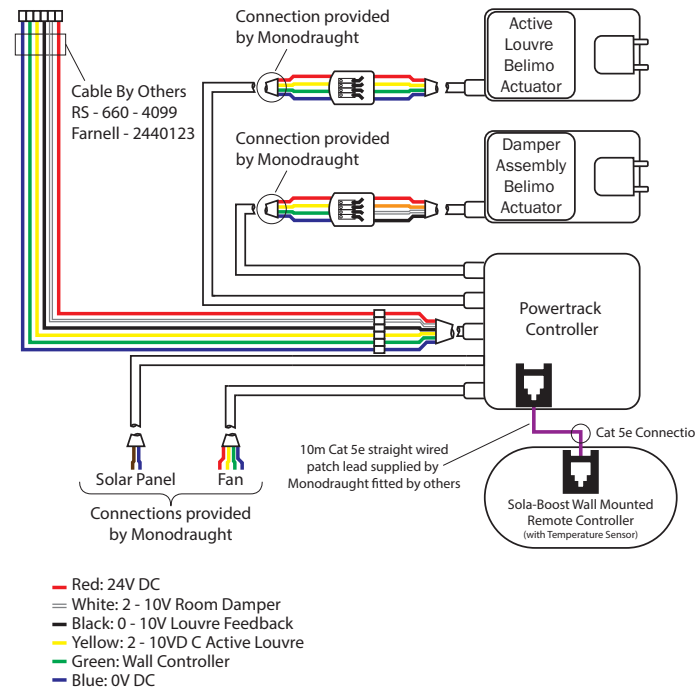 Connection provided
by Monodraught
Active
Louvre
Belimo
Actuator
Cable By Others
RS - 660 - 4099
Farnell - 2440123
Connection provided
by Monodraught
Damper
Assembly
Belimo
Actuator
Powertrack
Controller
Cat 5e Connectio
10m Cat 5e straight wired
patch lead supplied by
Monodraught fitted by others
Solar Panel
Fan
Connections provided
by Monodraught
Sola-Boost Wall Mounted
Remote Controller
(with Temperature Sensor)
Red: 24V DC
White: 2 - 10V Room Damper
Black: 0 - 10V Louvre Feedback
Yellow: 2 - 10VD C Active Louvre
Green: Wall Controller
Blue: 0V DC